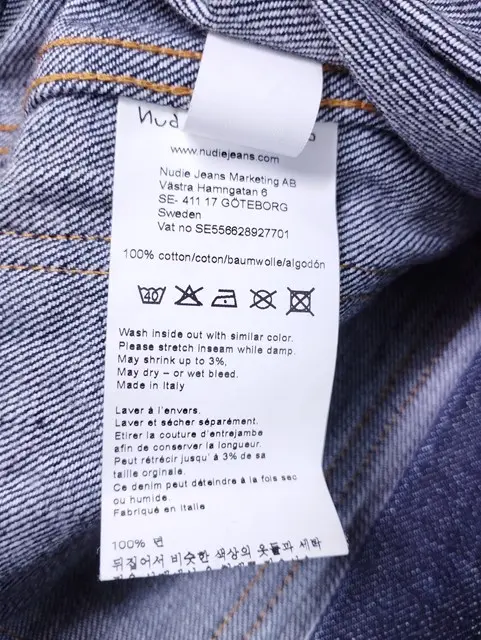 Nud
www.nudiejeans.com
Nudie Jeans Marketing AB
Västra Hamngatan 6
SE- 411 17 GÖTEBORG
Sweden
Vat no SE556628927701
100% cotton/coton/baumwolle/algodón
40
Wash inside out with similar color.
Please stretch inseam while damp.
May shrink up to 3%,
May dry – or wet bleed.
Made in Italy
Laver à l'envers.
Laver et sécher séparément.
Etirer la couture d'entrejambe
afin de conserver la longueur.
Peut rétrécir jusqu' à 3% de sa
taille orginale.
Ce denim peut déteindre à la fois sec
ou humide.
Fabriqué en Italie
100% 면
뒤집어서 비슷한 색상의 옷들과 세탁